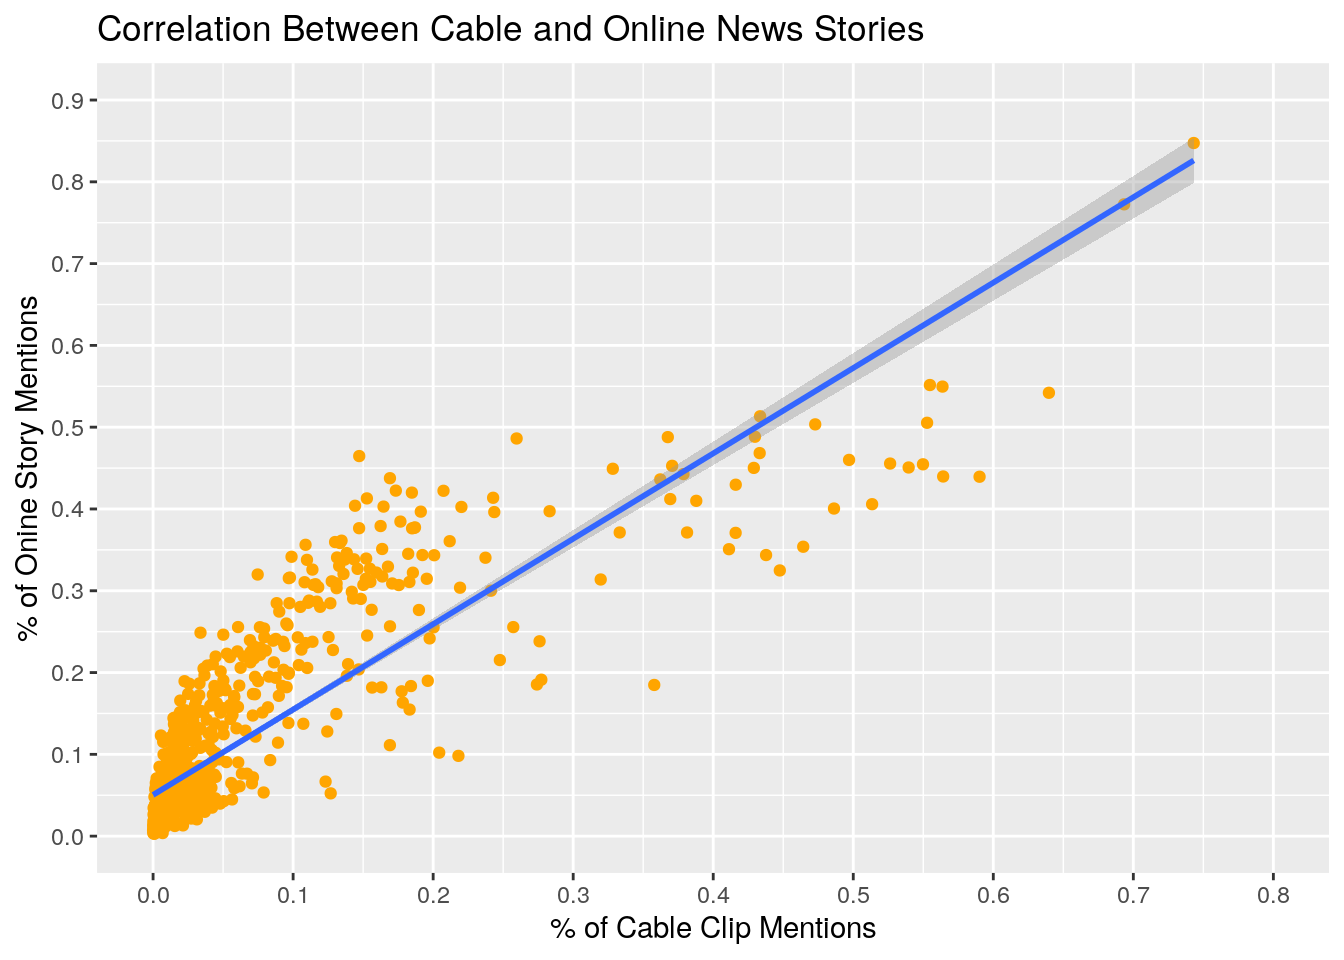 Correlation Between Cable and Online News Stories
% of Online Story Mentions
0.9
0.8
0.7
0.6
0.5
0.4
0.3
0.2
0.1
0.0
0.0 0.1 0.2 0.3 0.4 0.5 0.6 0.7 0.8
% of Cable Clip Mentions